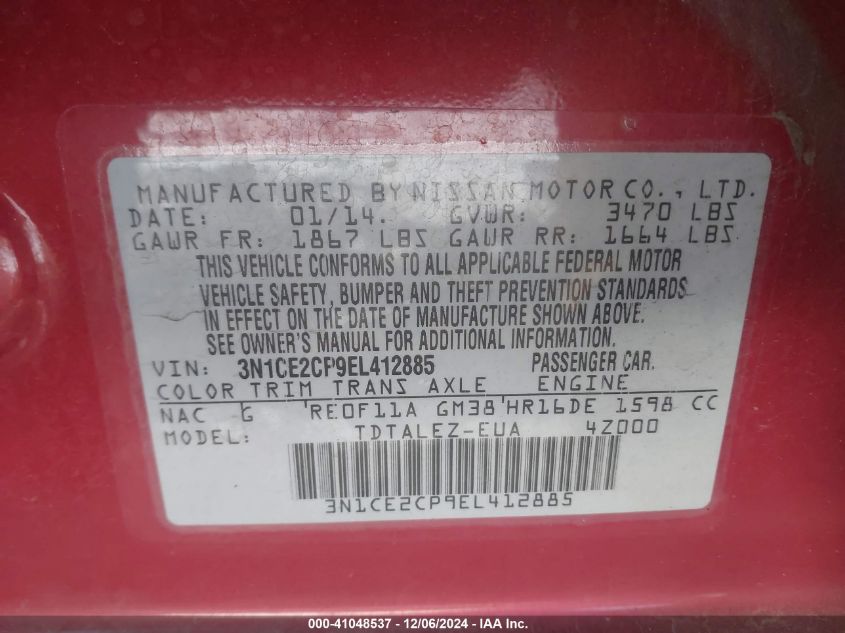 MANUFACTURED BY NISSAN MOTOR CO., LTD.
DATE: 01/14. GVWR: 3470 LBS
GAWR FR: 1867 LBS GAWR RR: 1664 LBS
THIS VEHICLE CONFORMS TO ALL APPLICABLE FEDERAL MOTOR
VEHICLE SAFETY, BUMPER AND THEFT PREVENTION STANDARDS
IN EFFECT ON THE DATE OF MANUFACTURE SHOWN ABOVE.
SEE OWNER'S MANUAL FOR ADDITIONAL INFORMATION.
VIN: 3N1CE2CP9EL412885 PASSENGER CAR.
COLOR TRIM TRANS AXLE ENGINE
NAC G 'RE0F11A GM38'HR16DE 1598 CC
MODEL: TDTALEZ-EUA 4Z000
3N1CE2CP9EL412885
000-41048537 - 12/06/2024 - IAA Inc.